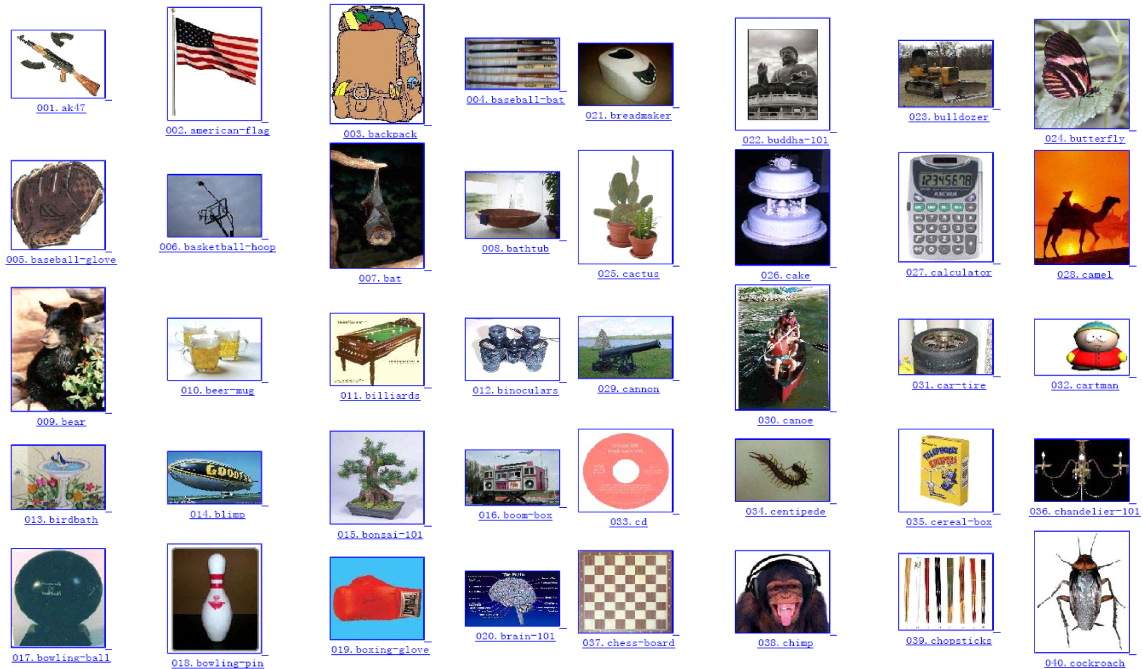 001.ak47
002.american-flag
003.backpack
004.baseball-bat
021.breadmaker
022.buddha-101
023.bulldozer
024.butterfly
12345678
005.baseball-glove
006.basketball-hoop
007.bat
008.bathtub
025.cactus
026.cake
027.calculator
028.camel
009.bear
010.beer-mug
011.billiards
012.binoculars
029.cannon
030.canoe
031.car-tire
032.cartman
GOOD
013.birdbath
014.blimp
015.bonsai-101
016.boom-box
033.cd
034.centipede
035.cereal-box
036.chandelier-101
The Brain
017.bowling-ball
018.bowling-pin
019.boxing-glove
020.brain-101
037.chess-board
038.chimp
039.chopsticks
040.cockroach